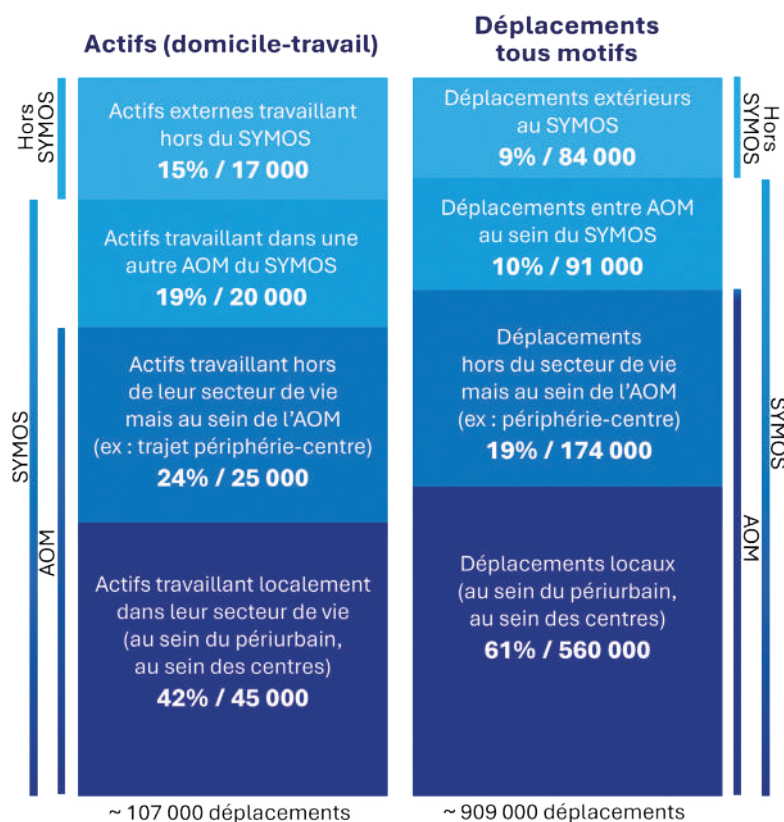 Actifs (domicile-travail)
Déplacements
tous motifs
Hors
SYMOS
SYMOS
AOM
Actifs externes travaillant
hors du SYMOS
15% / 17 000
Actifs travaillant dans une
autre AOM du SYMOS
19% / 20 000
Actifs travaillant hors
de leur secteur de vie
mais au sein de l’AOM
(ex : trajet périphérie-centre)
24% / 25 000
Actifs travaillant localement
dans leur secteur de vie
(au sein du périurbain,
au sein des centres)
42% / 45 000
~ 107 000 déplacements
Déplacements extérieurs
au SYMOS
9% / 84 000
Déplacements entre AOM
au sein du SYMOS
10% / 91 000
Déplacements
hors du secteur de vie
mais au sein de l’AOM
(ex : périphérie-centre)
19% / 174 000
Déplacements locaux
(au sein du périurbain,
au sein des centres)
61% / 560 000
~ 909 000 déplacements
Hors
SYMOS
SYMOS
AOM